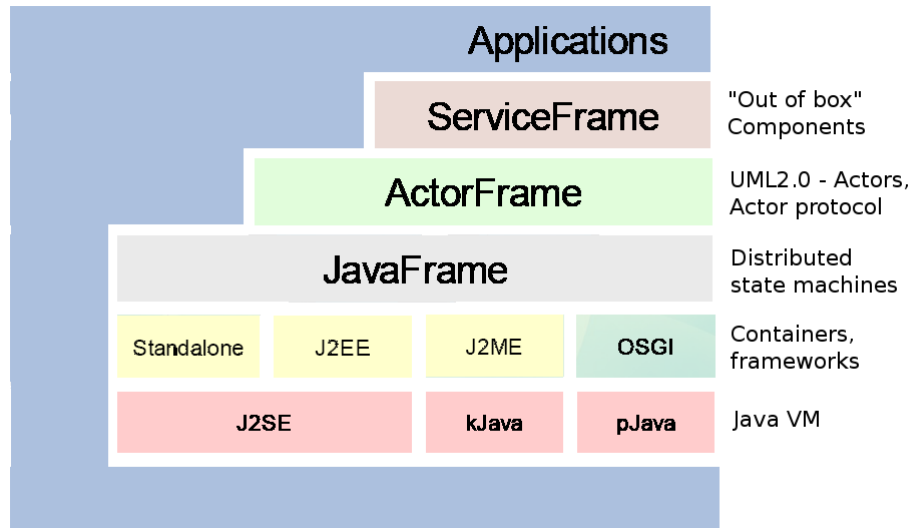 Applications
ServiceFrame
"Out of box"
Components
ActorFrame
UML2.0 - Actors,
Actor protocol
JavaFrame
Distributed
state machines
Standalone
J2EE
J2ME
OSGI
Containers,
frameworks
J2SE
kJava
pJava
Java VM